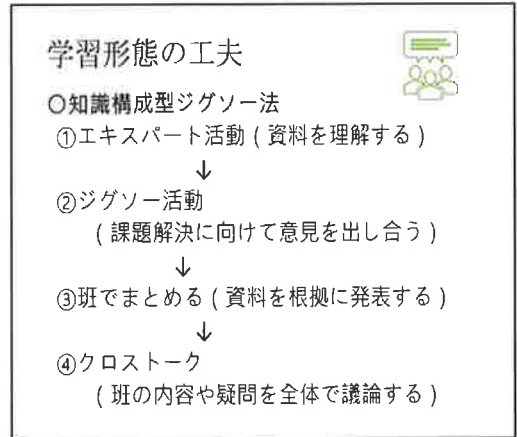 学習形態の工夫
○知識構成型ジグソー法
①エキスパート活動(資料を理解する)
↓
②ジグソー活動
(課題解決に向けて意見を出し合う)
↓
③班でまとめる(資料を根拠に発表する)
↓
④クロストーク
(班の内容や疑問を全体で議論する)